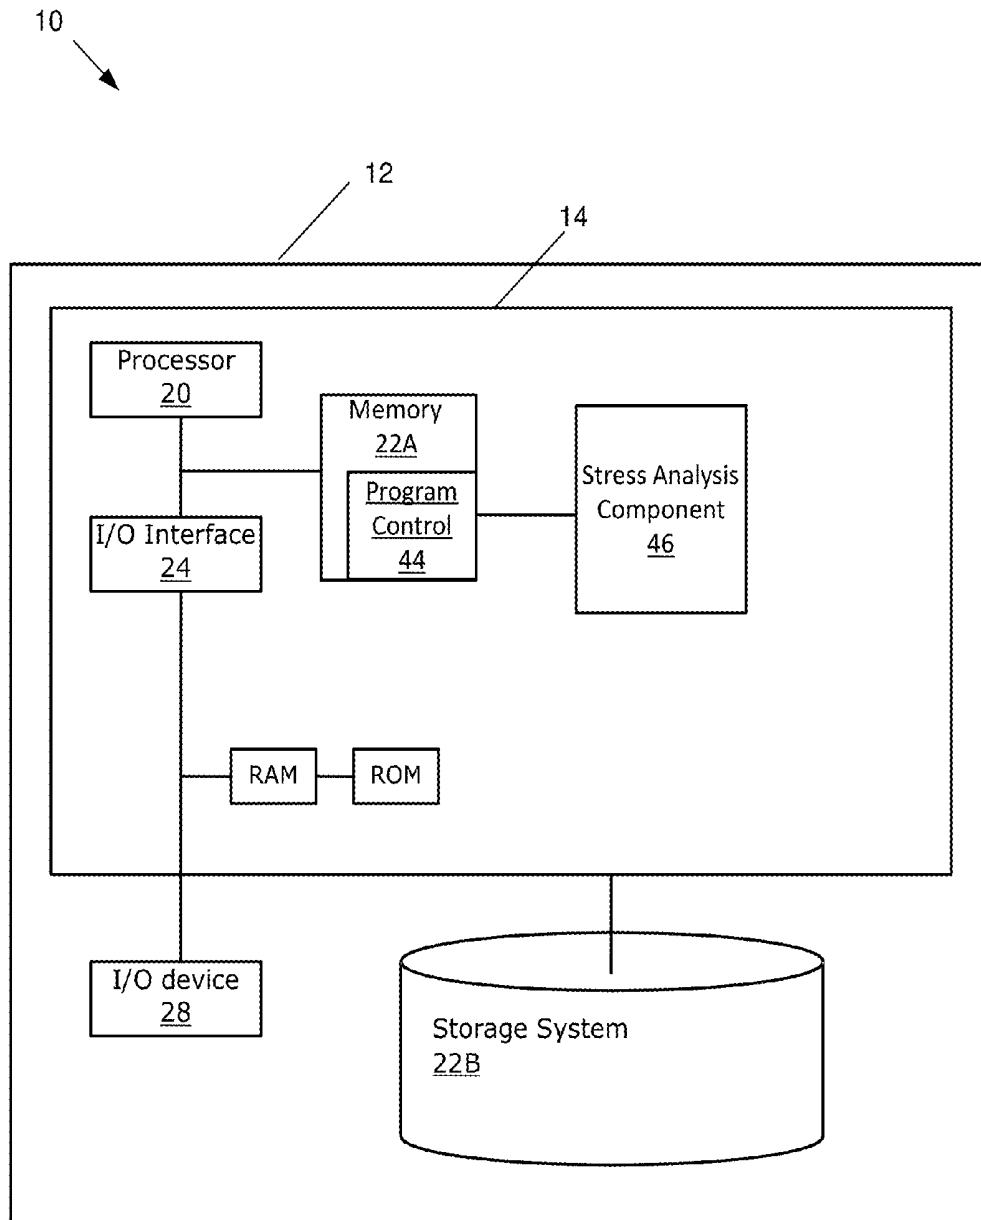 10
12
14
Processor
20
Memory
22A
Program
Control
44
Stress Analysis
Component
46
I/O Interface
24
RAM
ROM
I/O device
28
Storage System
22B